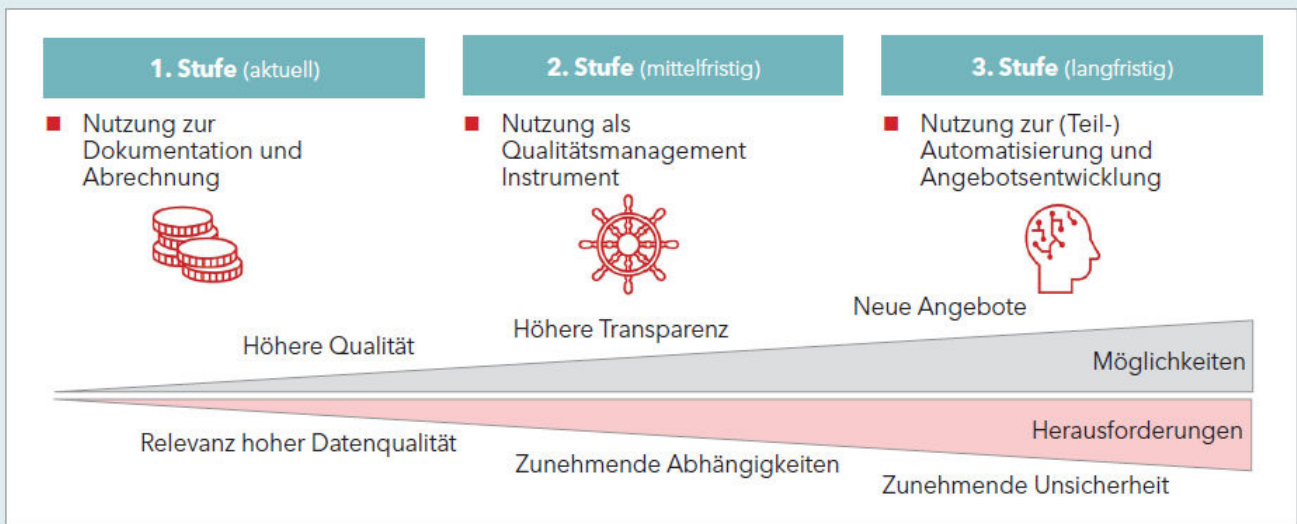 1. Stufe (aktuell)
Nutzung zur
Dokumentation und
Abrechnung
2. Stufe (mittelfristig)
Nutzung als
Qualitätsmanagement
Instrument
3. Stufe (langfristig)
Nutzung zur (Teil-)
Automatisierung und
Angebotsentwicklung
Höhere Qualität
Höhere Transparenz
Neue Angebote
Möglichkeiten
Herausforderungen
Relevanz hoher Datenqualität
Zunehmende Abhängigkeiten
Zunehmende Unsicherheit